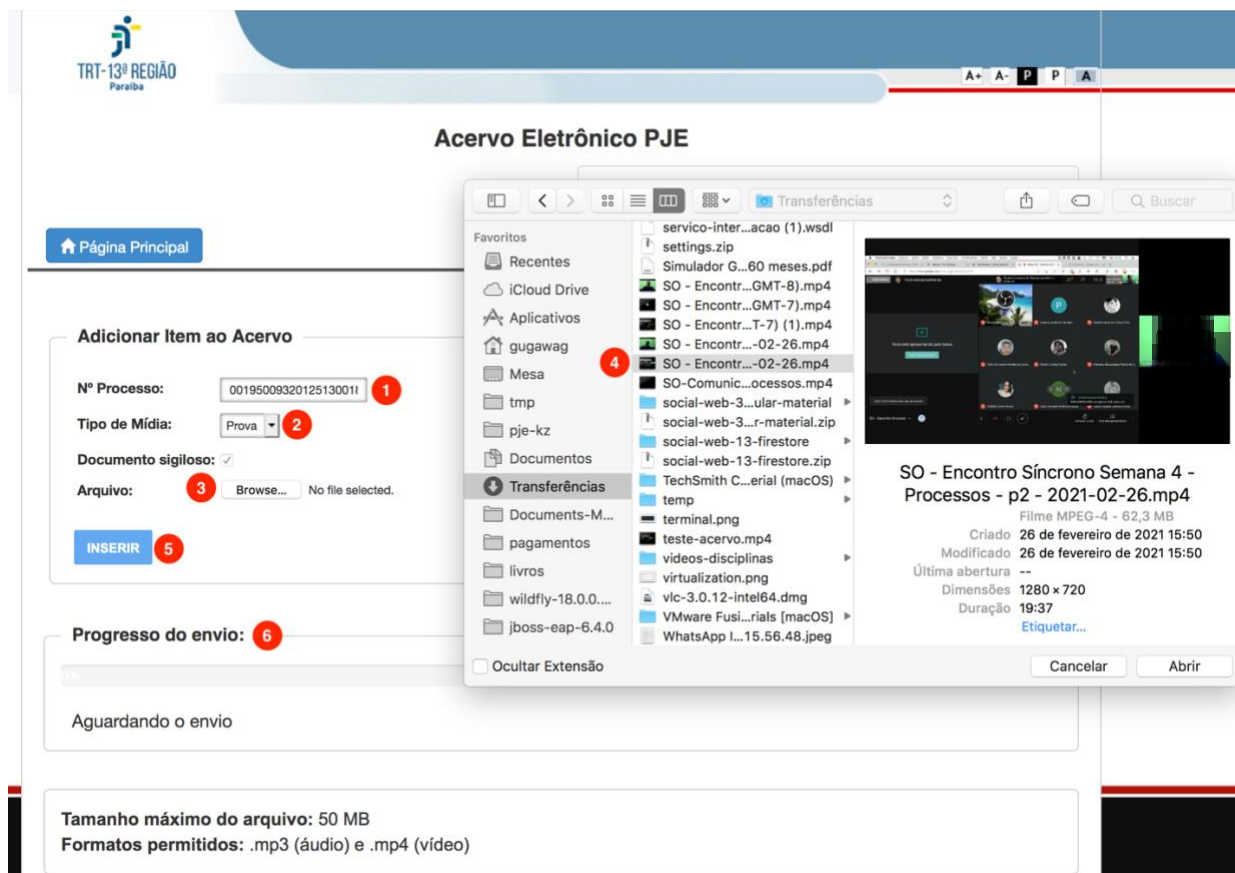 TRT-13ª REGIÃO
Paraíba
A+ A- P P A
Acervo Eletrônico PJE
Página Principal
Adicionar Item ao Acervo
Nº Processo: 00195009320125130018 1
Tipo de Mídia: Prova 2
Documento sigiloso:
Arquivo: 3 Browse... No file selected.
INSERIR 5
Progresso do envio: 6
0%
Aguardando o envio
Tamanho máximo do arquivo: 50 MB
Formatos permitidos: .mp3 (áudio) e .mp4 (vídeo)
Transferências
Buscar
Favoritos
Recentes
iCloud Drive
Aplicativos
gugawag
Mesa
tmp
pje-kz
Documentos
Transferências
Documents-M...
pagamentos
livros
wildfly-18.0.0....
jboss-eap-6.4.0
servico-inter...acao (1).wsdl
settings.zip
Simulador G...60 meses.pdf
SO - Encontr...GMT-8).mp4
SO - Encontr...GMT-7).mp4
SO - Encontr...T-7) (1).mp4
SO - Encontr...-02-26.mp4
4 SO - Encontr...-02-26.mp4
SO-Comunic...ocessos.mp4
social-web-3...ular-material
social-web-3...r-material.zip
social-web-13-firestore
social-web-13-firestore.zip
TechSmith C...erial (macOS)
temp
terminal.png
teste-acervo.mp4
videos-disciplinas
virtualization.png
vlc-3.0.12-intel64.dmg
VMware Fusi...rials [macOS]
WhatsApp I...15.56.48.jpeg
SO - Encontro Síncrono Semana 4 -
Processos - p2 - 2021-02-26.mp4
Filme MPEG-4 - 62,3 MB
Criado 26 de fevereiro de 2021 15:50
Modificado 26 de fevereiro de 2021 15:50
Última abertura --
Dimensões 1280 × 720
Duração 19:37
Etiquetar...
Ocultar Extensão
Cancelar
Abrir